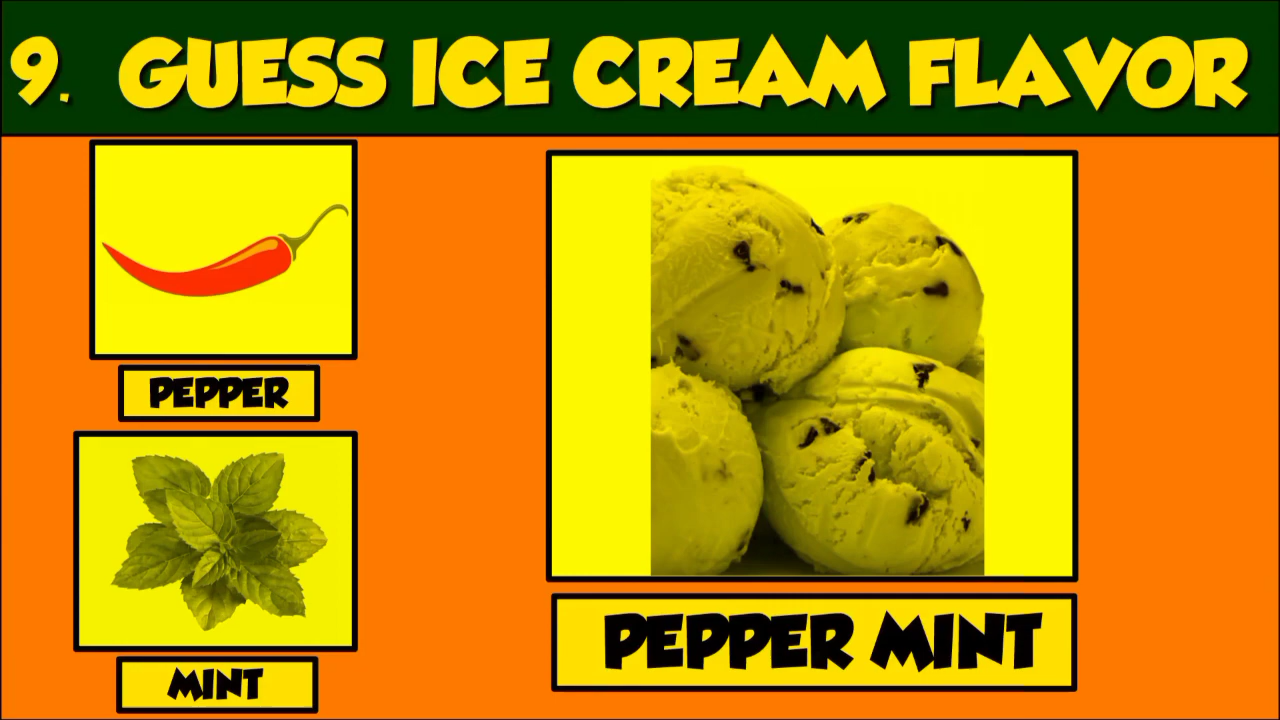 9. GUESS ICE CREAM FLAVOR
PEPPER
MINT
PEPPER MINT